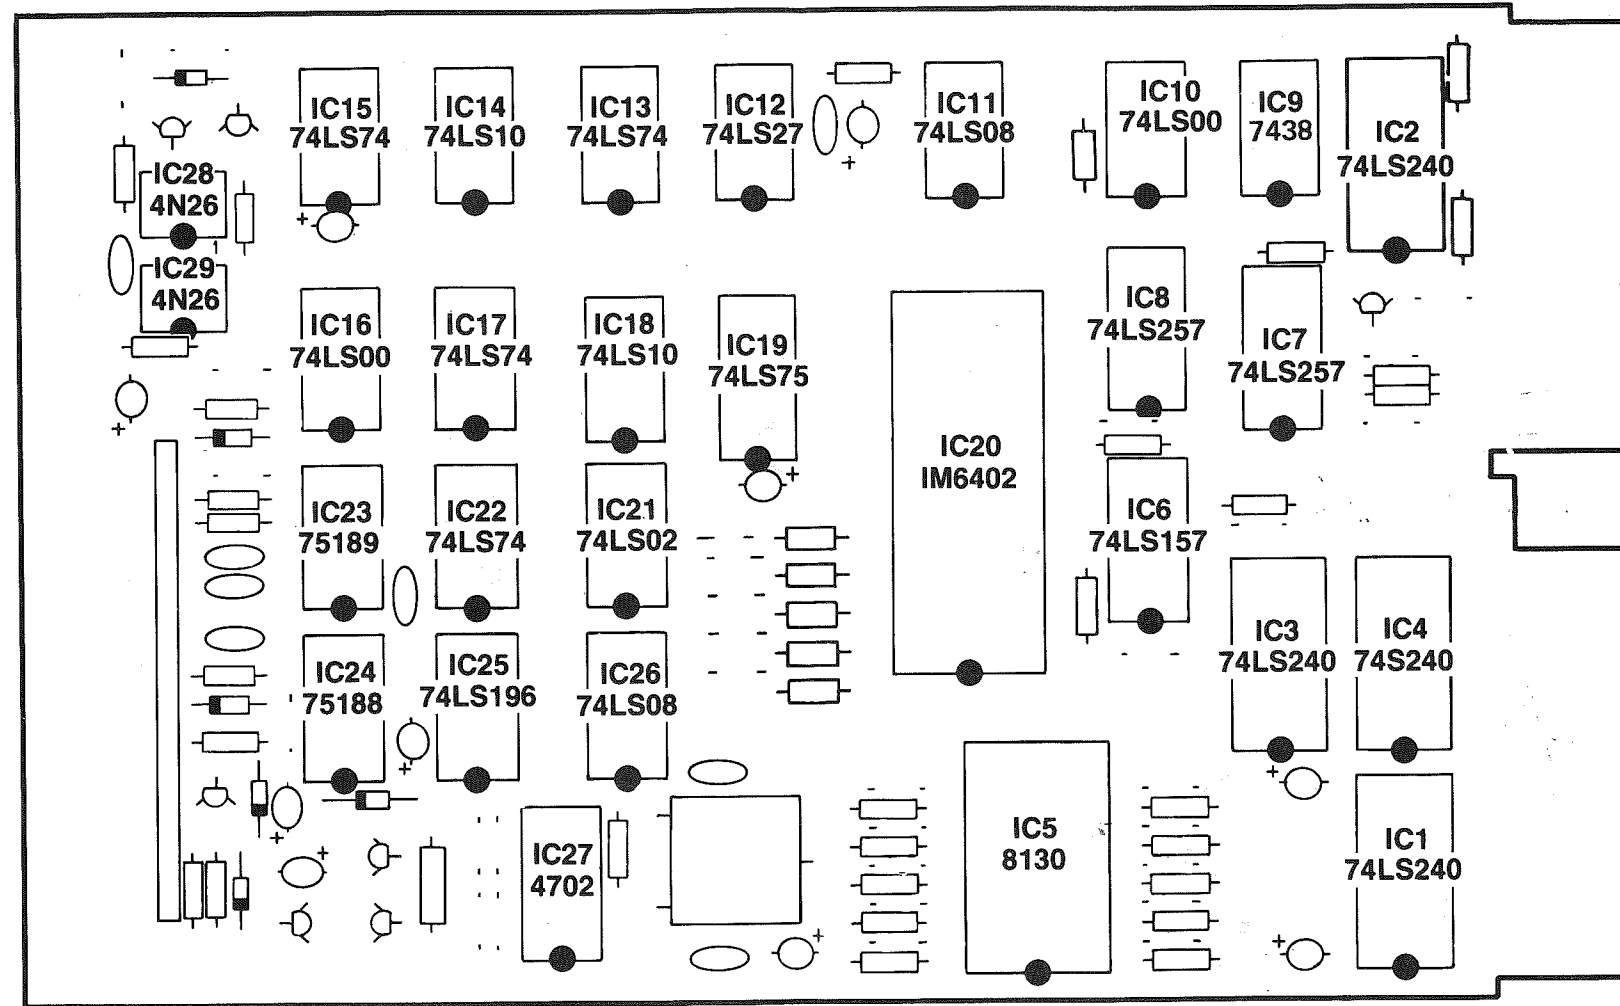 IC15
74LS74
IC14
74LS10
IC13
74LS74
IC12
74LS27
IC11
74LS08
IC10
74LS00
IC9
7438
IC2
74LS240
IC28
4N26
1
IC29
4N26
+
+
IC16
74LS00
IC17
74LS74
IC18
74LS10
IC19
74LS75
IC8
74LS257
IC7
74LS257
+
+
IC20
IM6402
IC23
75189
IC22
74LS74
IC21
74LS02
IC6
74LS157
IC3
74LS240
IC4
74S240
IC24
75188
IC25
74LS196
IC26
74LS08
+
+
+
+
IC27
4702
IC5
8130
IC1
74LS240
+
+